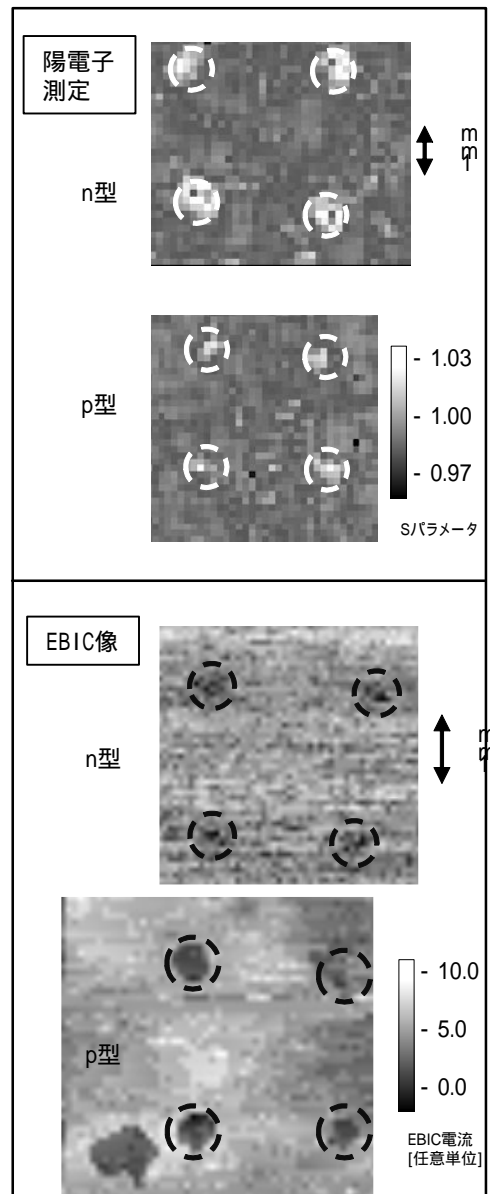 陽電子
測定
n型
p型
- 1.03
- 1.00
- 0.97
Sパラメータ
EBIC像
n型
p型
- 10.0
- 5.0
- 0.0
EBIC電流
[任意単位]